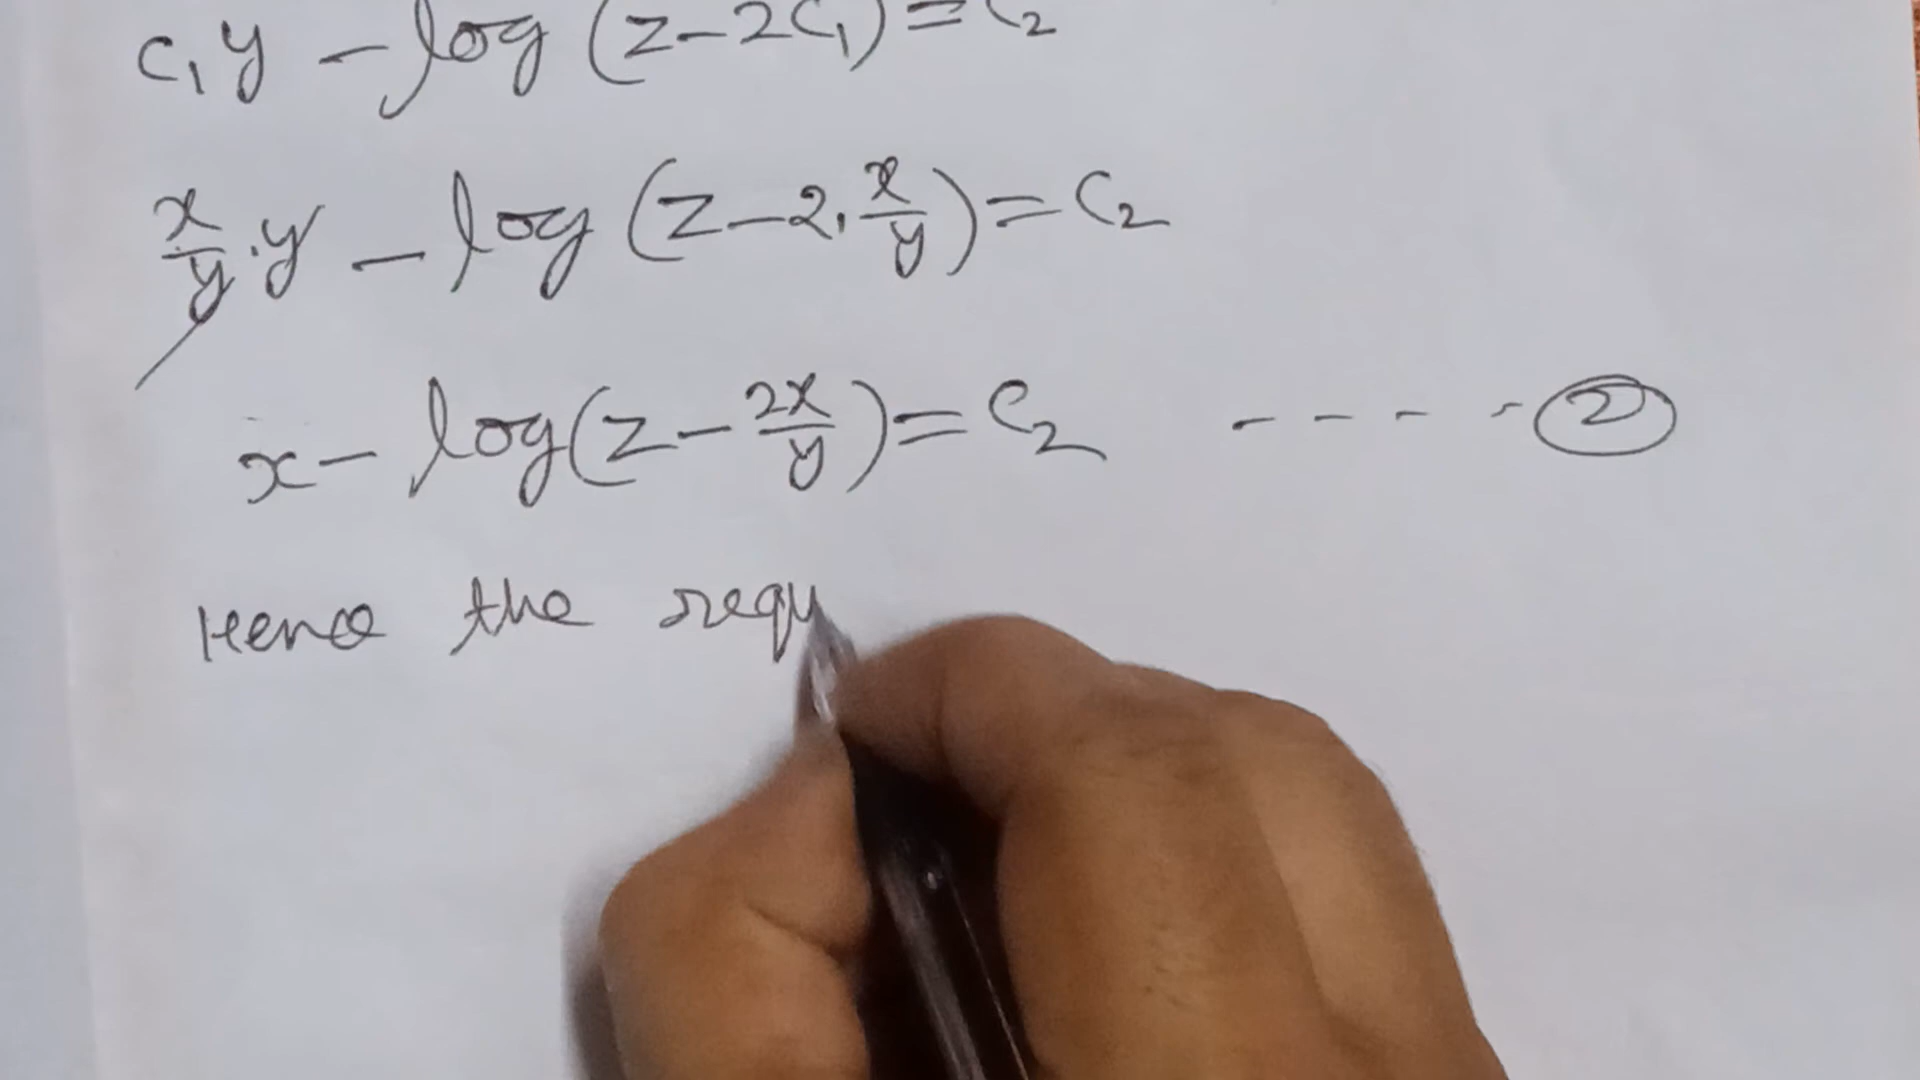 c₁y – log (z–2c₁) = c₂
x/y · y – log (z–2.x/y) = c₂
x – log(z – 2x/y) = c₂ - - - - ②
Hence the requ